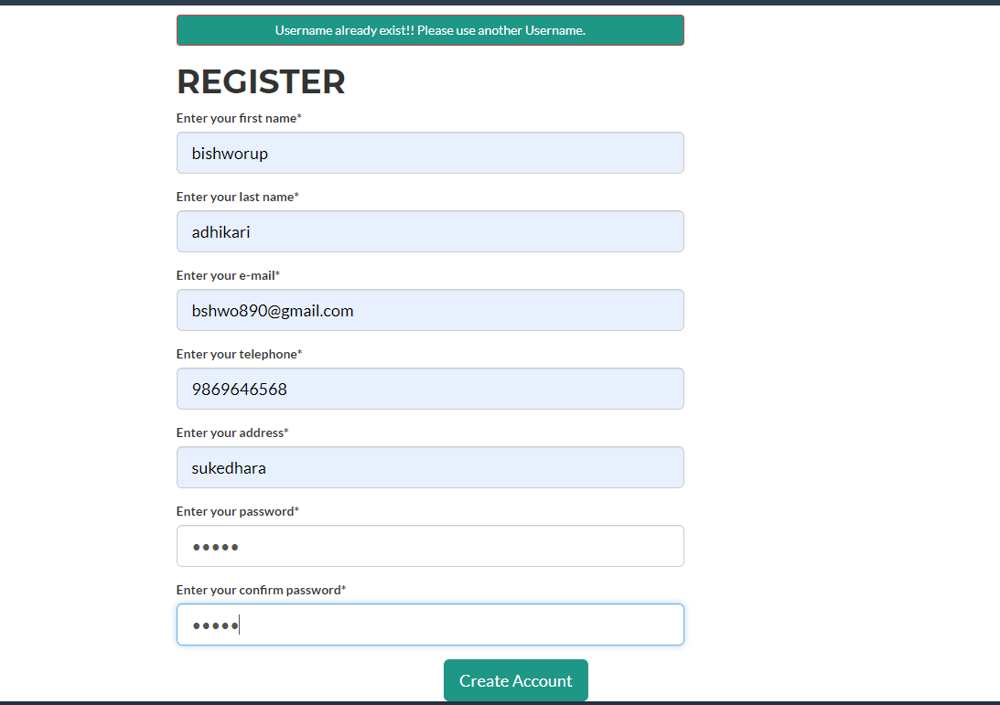 Username already exist!! Please use another Username.
REGISTER
Enter your first name*
bishworup
Enter your last name*
adhikari
Enter your e-mail*
bshwo890@gmail.com
Enter your telephone*
9869646568
Enter your address*
sukedhara
Enter your password*
•••••
Enter your confirm password*
•••••
Create Account